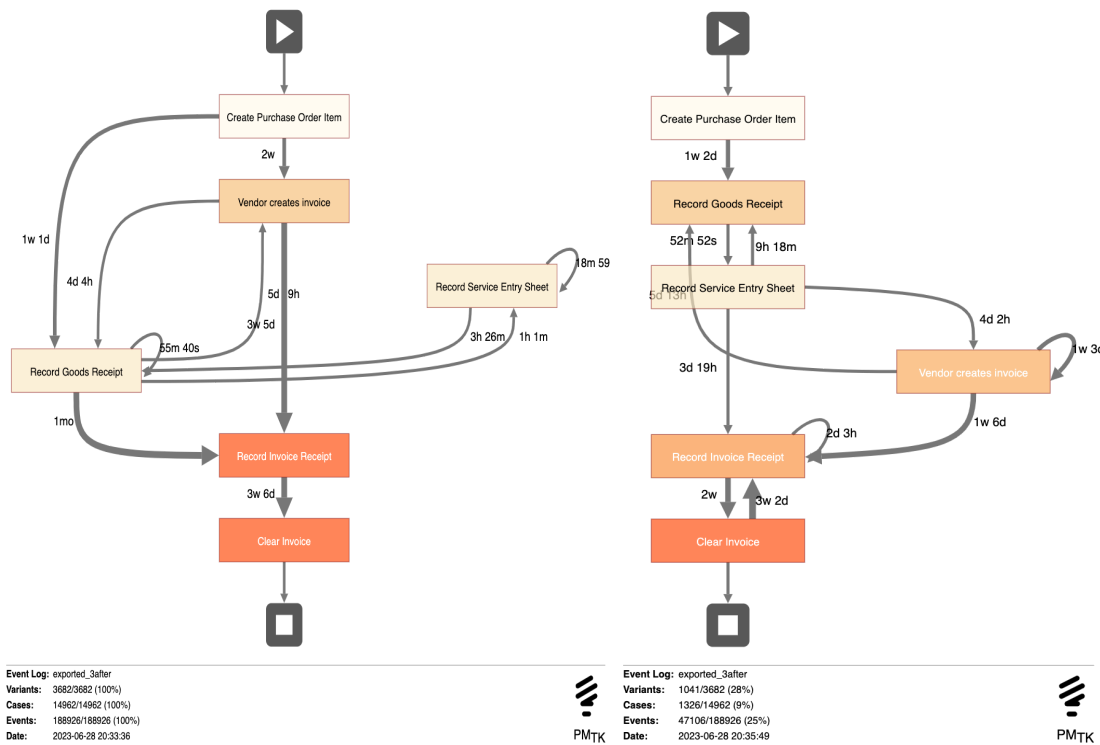 Create Purchase Order Item
2w
Vendor creates invoice
1w 1d
4d 4h
5d 9h
18m 59
Record Service Entry Sheet
3w 5d
3h 26m
1h 1m
55m 40s
Record Goods Receipt
1mo
Record Invoice Receipt
3w 6d
Clear Invoice
Event Log: exported_3after
Variants: 3682/3682 (100%)
Cases: 14962/14962 (100%)
Events: 188926/188926 (100%)
Date: 2023-06-28 20:33:36
PMTK
Create Purchase Order Item
1w 2d
Record Goods Receipt
52m 52s
9h 18m
Record Service Entry Sheet
5d 13h
4d 2h
3d 19h
1w 3d
Vendor creates invoice
1w 6d
2d 3h
Record Invoice Receipt
2w
3w 2d
Clear Invoice
Event Log: exported_3after
Variants: 1041/3682 (28%)
Cases: 1326/14962 (9%)
Events: 47106/188926 (25%)
Date: 2023-06-28 20:35:49
PMTK